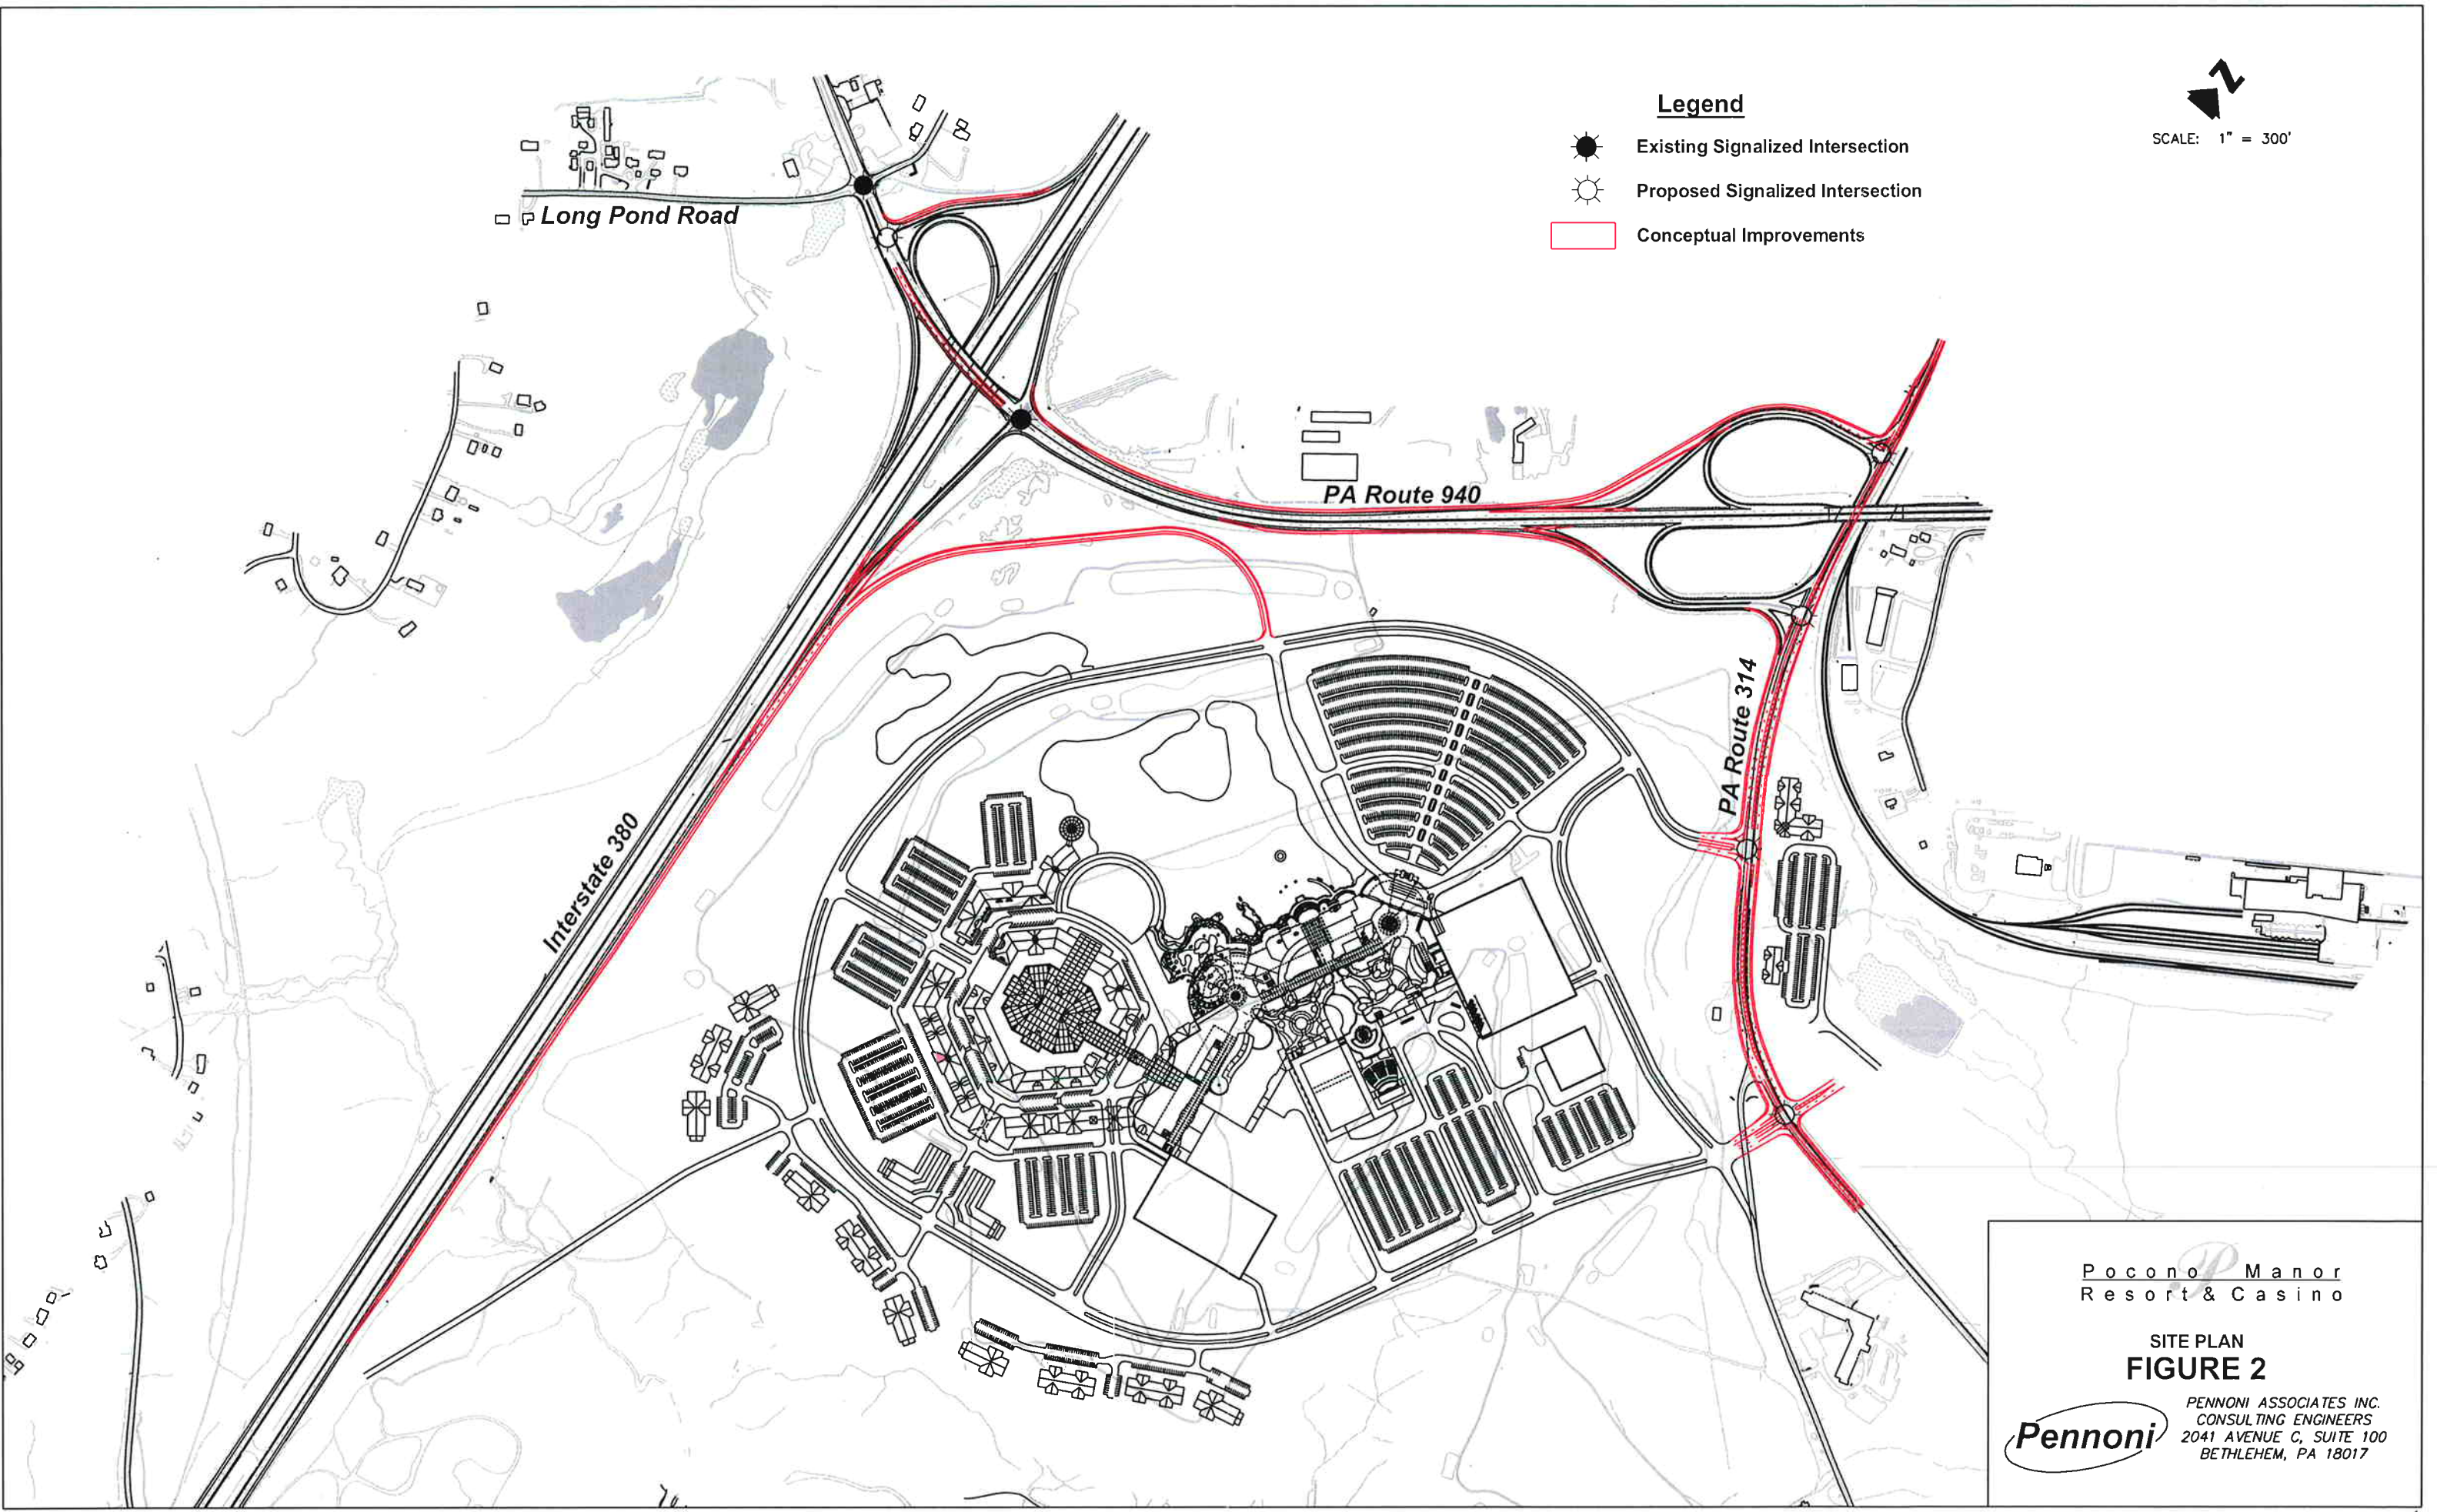 Legend
Existing Signalized Intersection
Proposed Signalized Intersection
Conceptual Improvements
N
SCALE: 1" = 300'
Long Pond Road
PA Route 940
PA Route 314
Interstate 380
Pocono Manor
Resort & Casino
SITE PLAN
FIGURE 2
Pennoni
PENNONI ASSOCIATES INC.
CONSULTING ENGINEERS
2041 AVENUE C, SUITE 100
BETHLEHEM, PA 18017